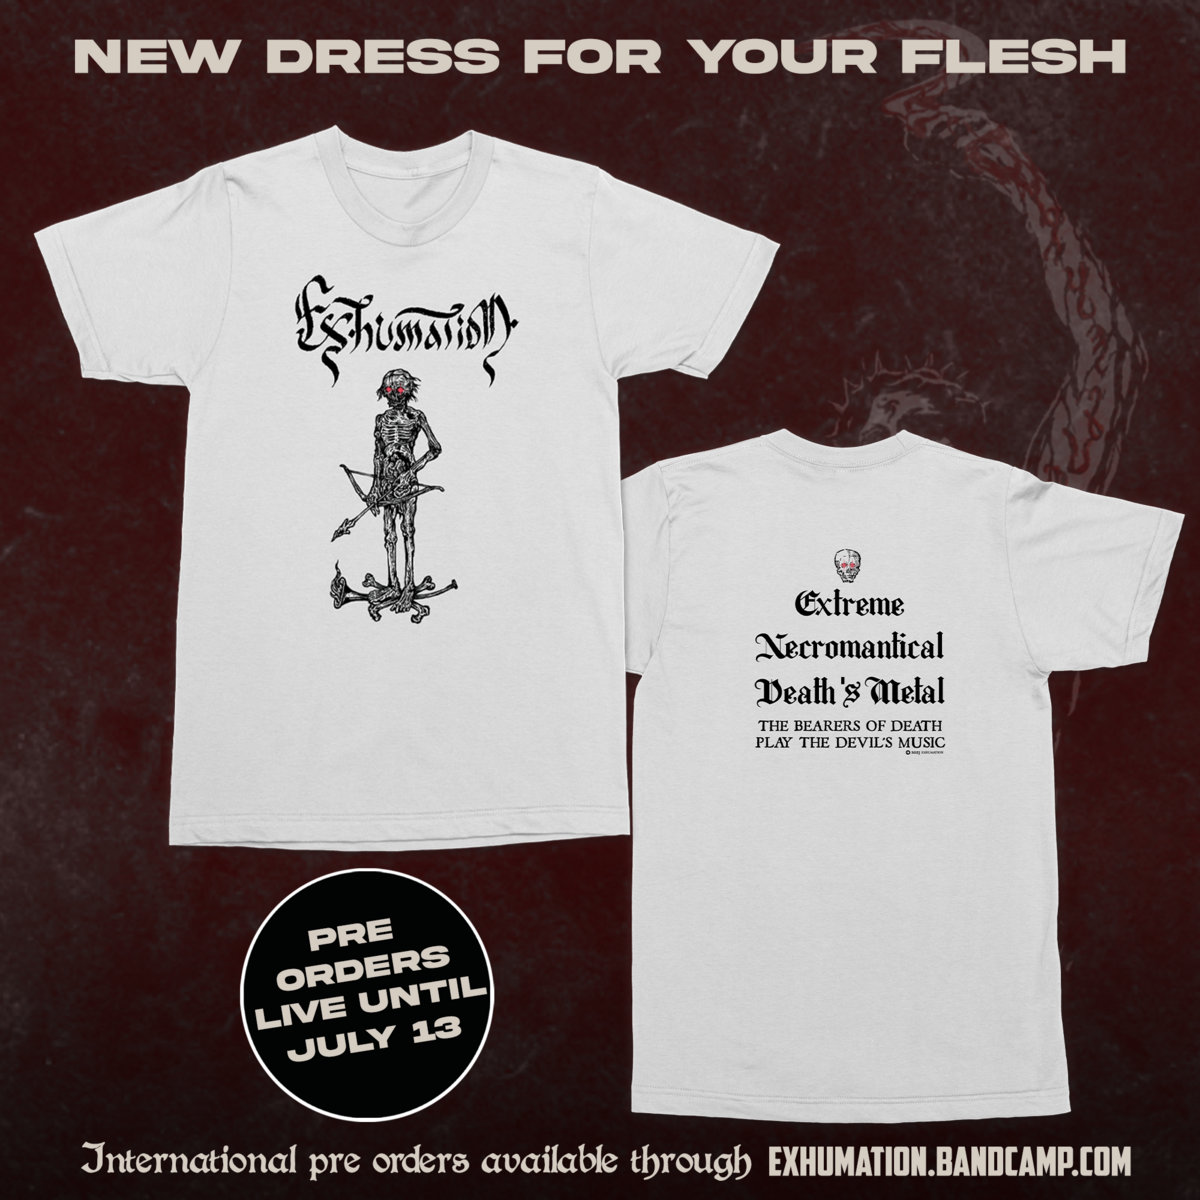 NEW DRESS FOR YOUR FLESH
Exhumation
Extreme
Necromantical
Death's Metal
THE BEARERS OF DEATH
PLAY THE DEVIL'S MUSIC
PRE
ORDERS
LIVE UNTIL
JULY 13
International pre orders available through EXHUMATION.BANDCAMP.COM